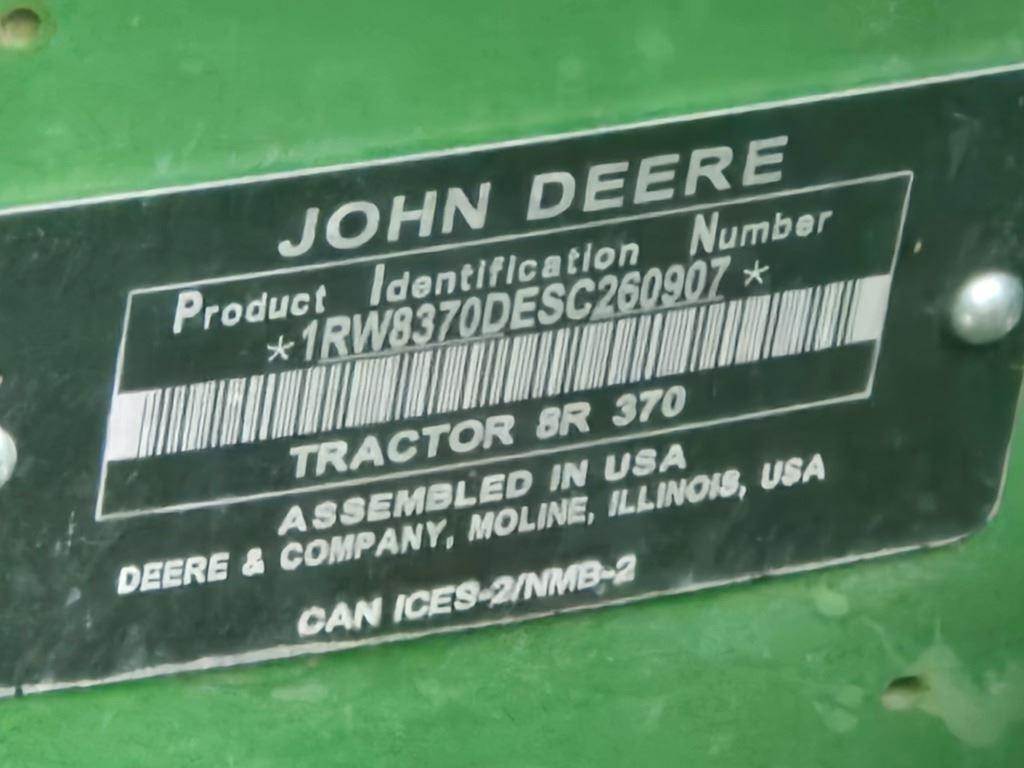 JOHN DEERE
Product Identification Number
*1RW8370DESC260907*
TRACTOR 8R 370
ASSEMBLED IN USA
DEERE & COMPANY, MOLINE, ILLINOIS, USA
CAN ICES-2/NMB-2